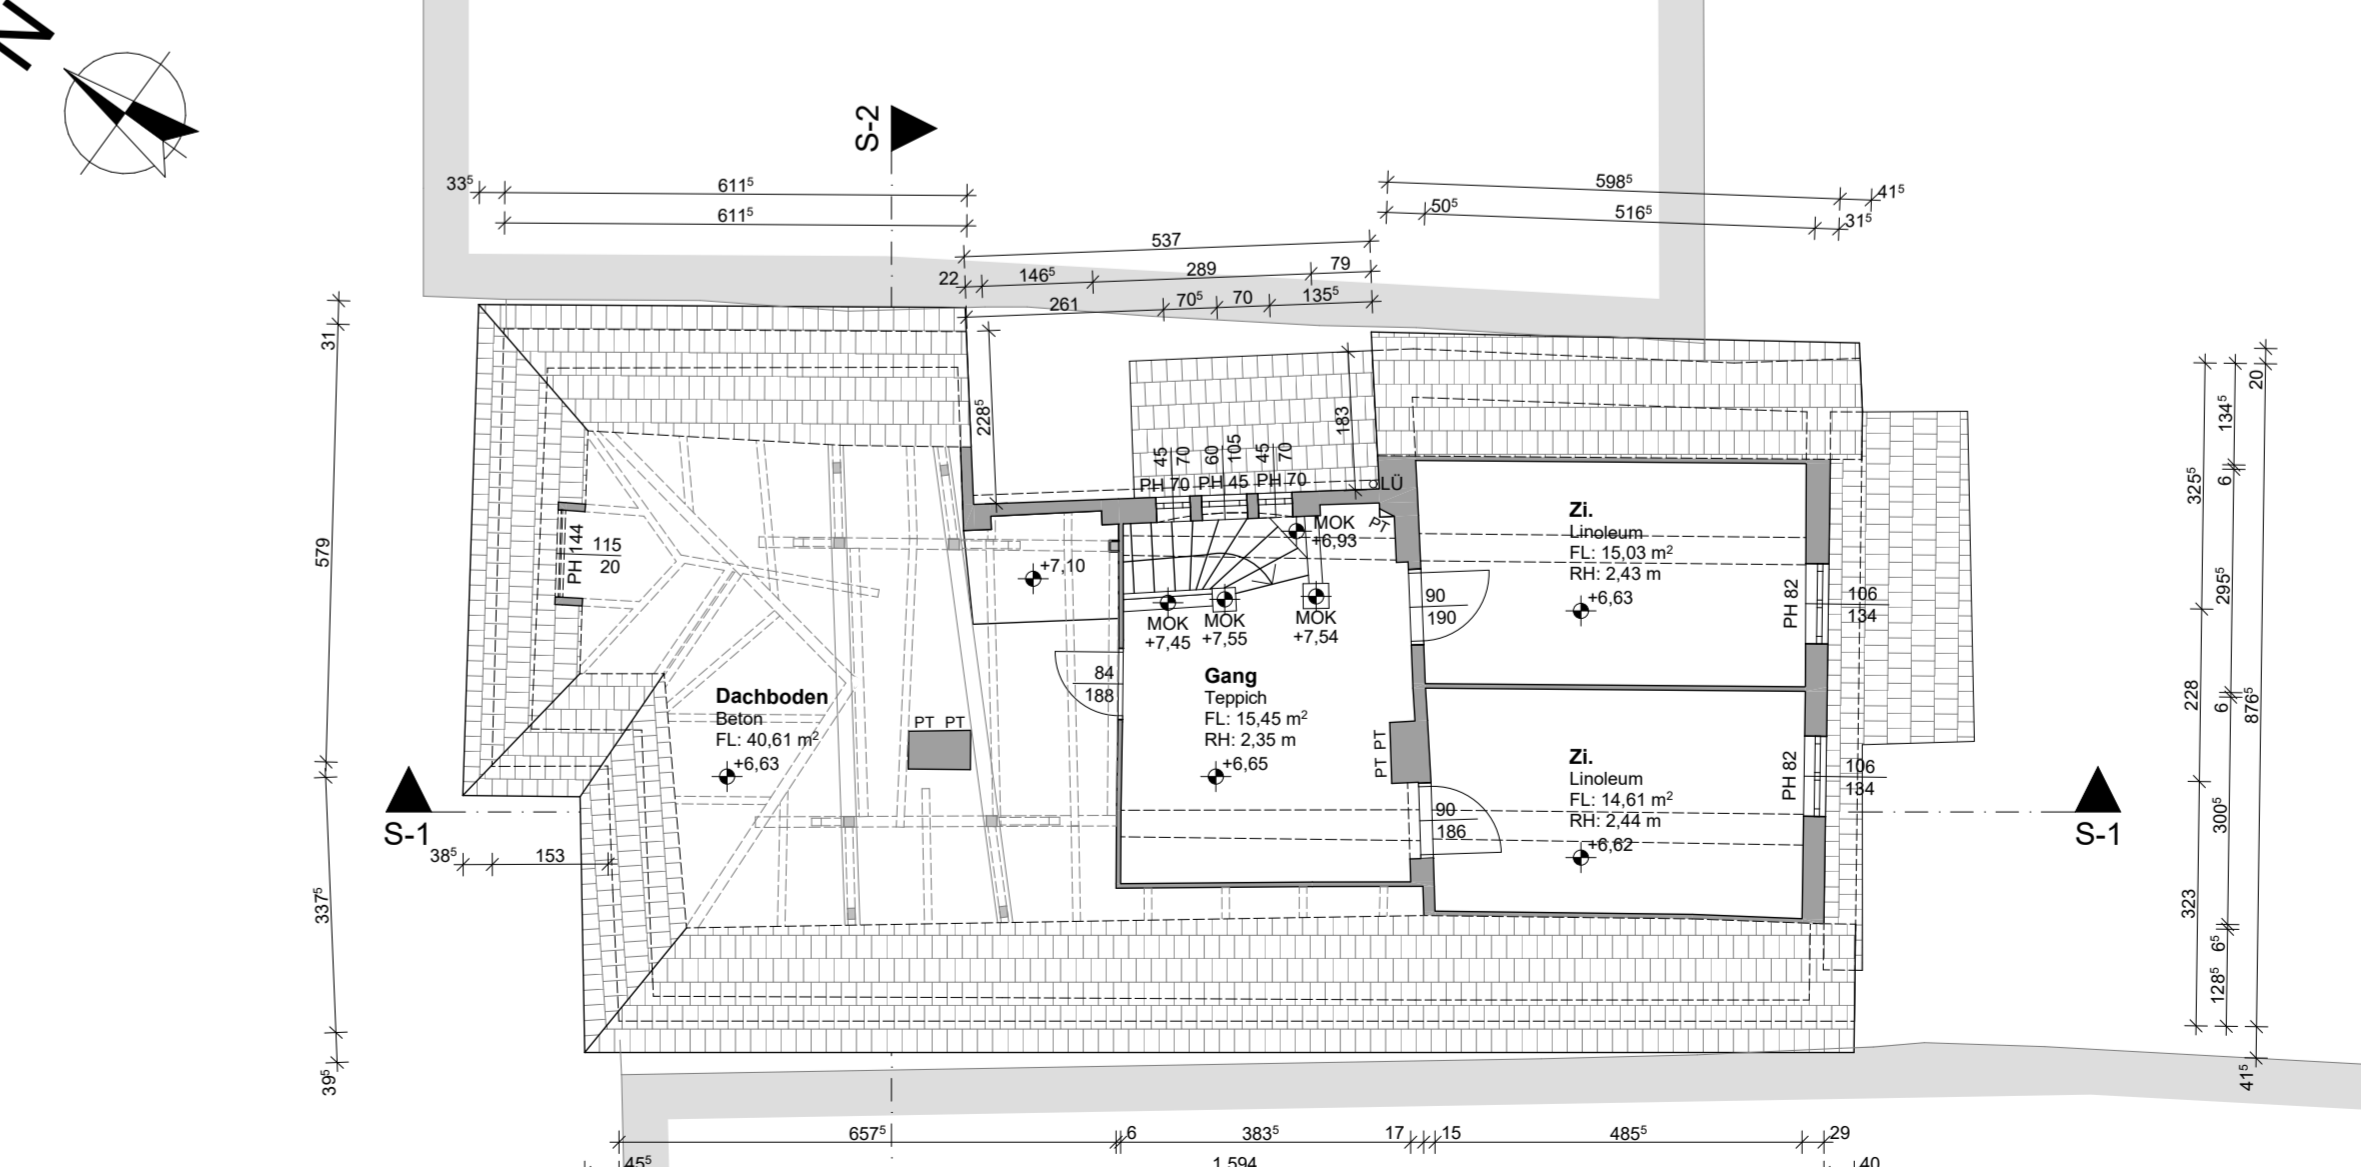 N
S-2
33⁵
611⁵
611⁵
598⁵
41⁵
50⁵
516⁵
31⁵
537
22
146⁵
289
79
261
70⁵
70
135⁵
31
579
337⁵
39⁵
228⁵
183
45
70
60
105
45
70
PH 70
PH 45
PH 70
LÜ
PT
MOK
+6,93
+7,10
MOK
+7,45
MOK
+7,55
MOK
+7,54
PH 144
115
20
84
188
90
190
90
186
Zi.
Linoleum
FL: 15,03 m²
RH: 2,43 m
+6,63
PH 82
106
134
Gang
Teppich
FL: 15,45 m²
RH: 2,35 m
+6,65
PT PT
Dachboden
Beton
FL: 40,61 m²
+6,63
PT PT
Zi.
Linoleum
FL: 14,61 m²
RH: 2,44 m
+6,62
PH 82
106
134
S-1
S-1
38⁵
153
20
134⁵
325⁵
6
295⁵
228
6
876⁵
300⁵
323
6⁵
128⁵
41⁵
657⁵
6
383⁵
17
15
485⁵
29
45⁵
1.594
40